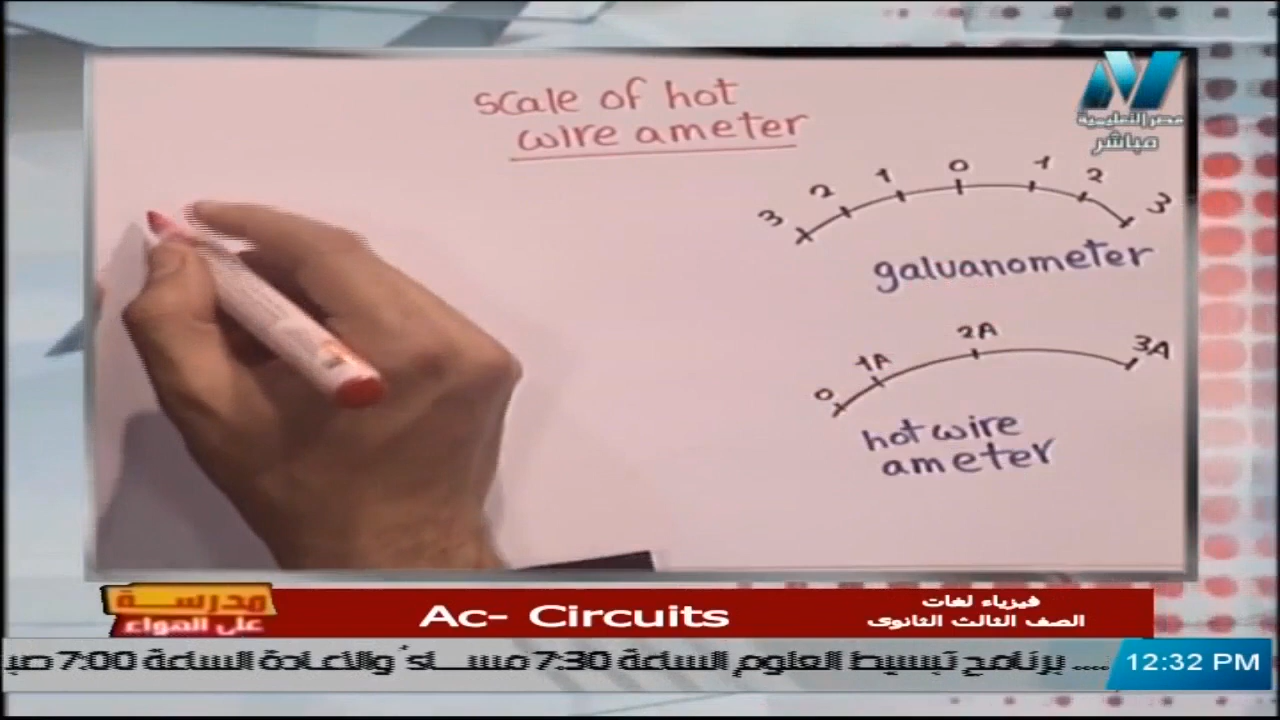 scale of hot
wire ameter
مصر التعليمية
مباشر
3 2 1 0 1 2 3
galvanometer
0 1A 2A 3A
hot wire
ameter
مدرسة
على الهواء
Ac- Circuits
فيزياء لغات
الصف الثالث الثانوى
برنامج تبسيط العلوم الساعة 7:30 مساءً والاعادة الساعة 7:00 صب
12:32 PM